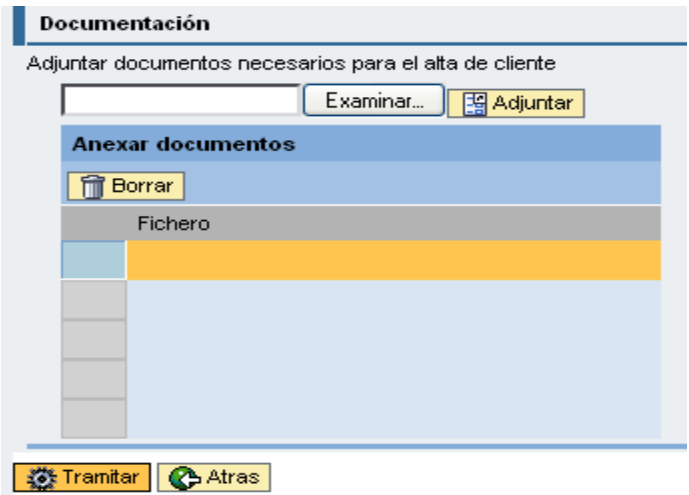 Documentación
Adjuntar documentos necesarios para el alta de cliente
Examinar... Adjuntar
Anexar documentos
Borrar
Fichero
Tramitar Atras